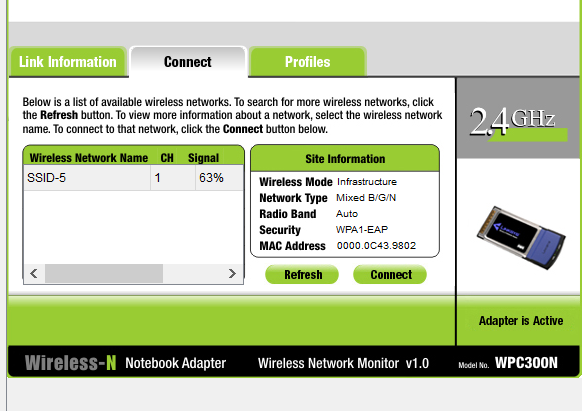 Link Information Connect Profiles
Below is a list of available wireless networks. To search for more wireless networks, click
the Refresh button. To view more information about a network, select the wireless network
name. To connect to that network, click the Connect button below.
2.4GHz
Wireless Network Name CH Signal
SSID-5 1 63%
Site Information
Wireless Mode Infrastructure
Network Type Mixed B/G/N
Radio Band Auto
Security WPA1-EAP
MAC Address 0000.0C43.9802
Refresh Connect
Adapter is Active
Wireless-N Notebook Adapter Wireless Network Monitor v1.0 Model No. WPC300N